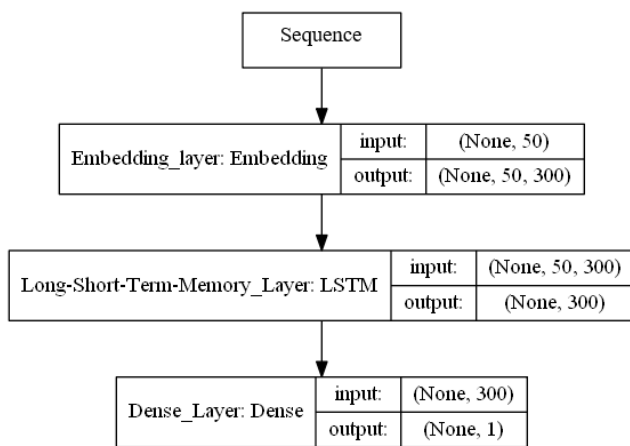 Sequence
Embedding_layer: Embedding
input:
(None, 50)
output:
(None, 50, 300)
Long-Short-Term-Memory_Layer: LSTM
input:
(None, 50, 300)
output:
(None, 300)
Dense_Layer: Dense
input:
(None, 300)
output:
(None, 1)